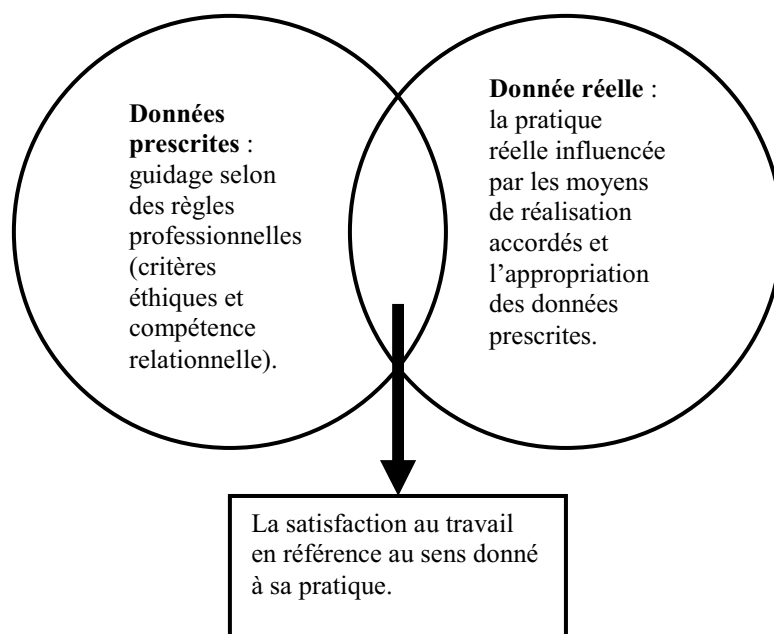 Données
prescrites :
guidage selon
des règles
professionnelles
(critères
éthiques et
compétence
relationnelle).
Donnée réelle :
la pratique
réelle influencée
par les moyens
de réalisation
accordés et
l’appropriation
des données
prescrites.
La satisfaction au travail
en référence au sens donné
à sa pratique.